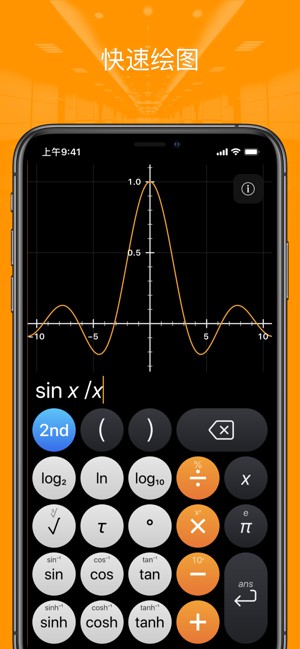 快速绘图
上午9:41
1.0
0.5
-10 -5 5 10
sin x /x
2nd ( )
%
log₂ ln log₁₀ ÷ x
e
√ τ ° × π
sin⁻¹ cos⁻¹ tan⁻¹ 10ˣ ans
sin cos tan −
sinh⁻¹ cosh⁻¹ tanh⁻¹
sinh cosh tanh +